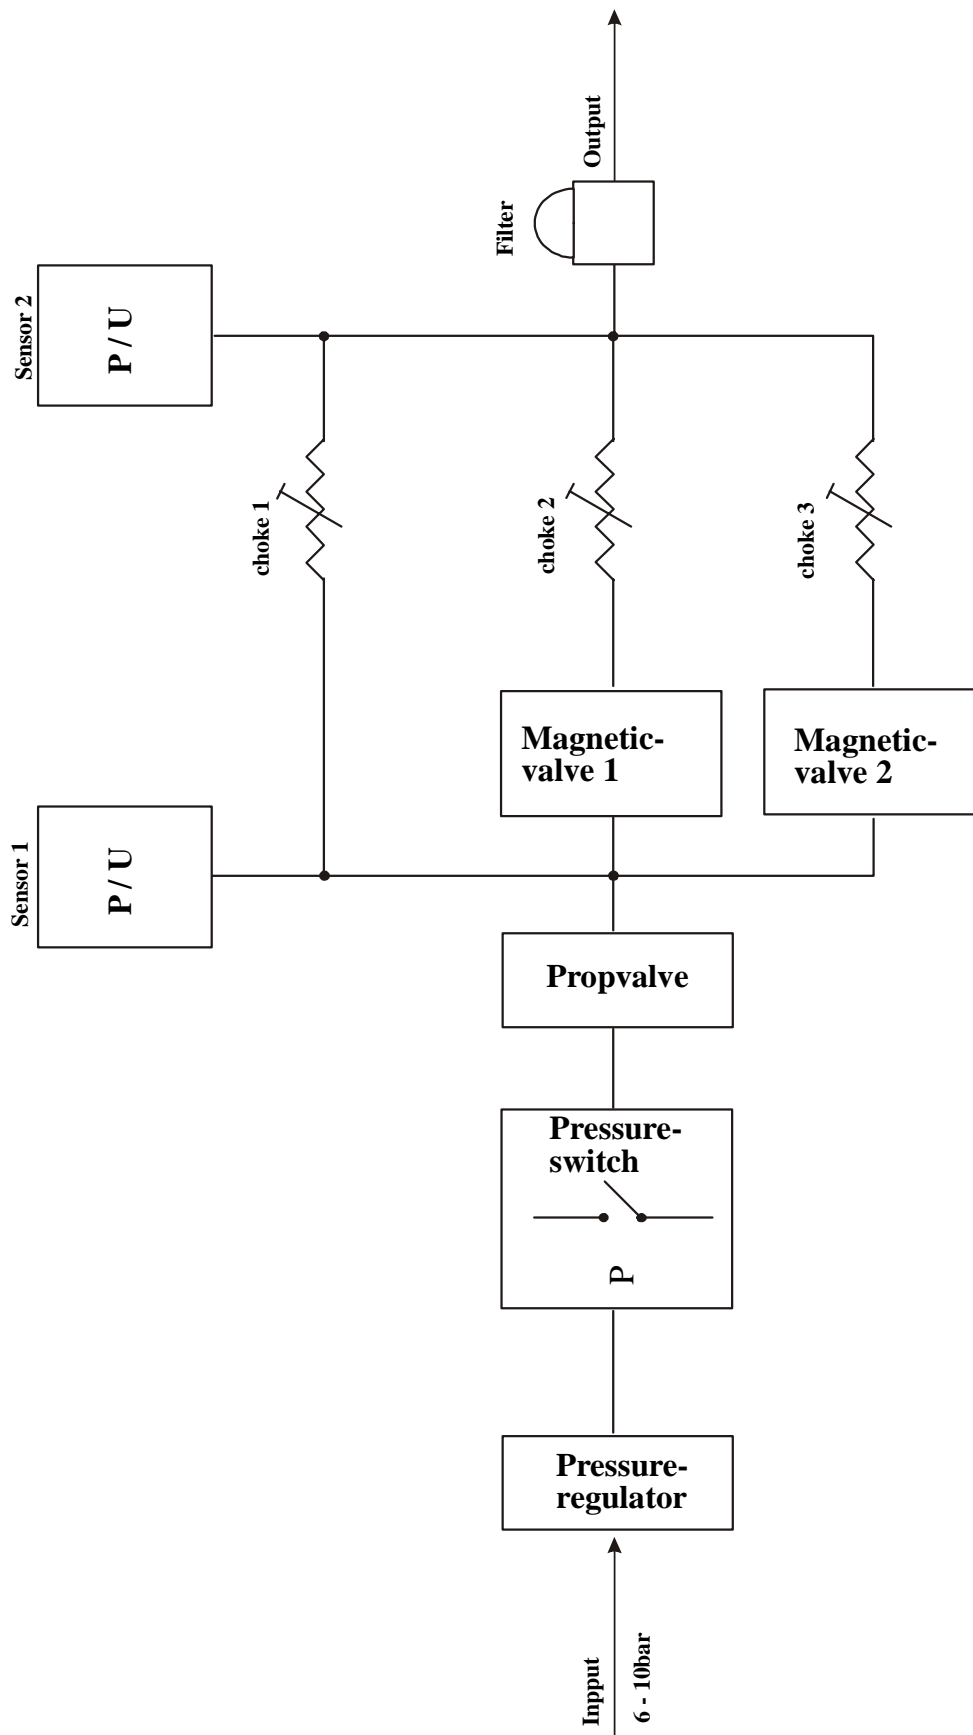 Output
Filter
Sensor 2
P / U
choke 1
choke 2
choke 3
Magnetic-
valve 1
Magnetic-
valve 2
Sensor 1
P / U
Propvalve
Pressure-
switch
P
Pressure-
regulator
Inpput
6 - 10bar